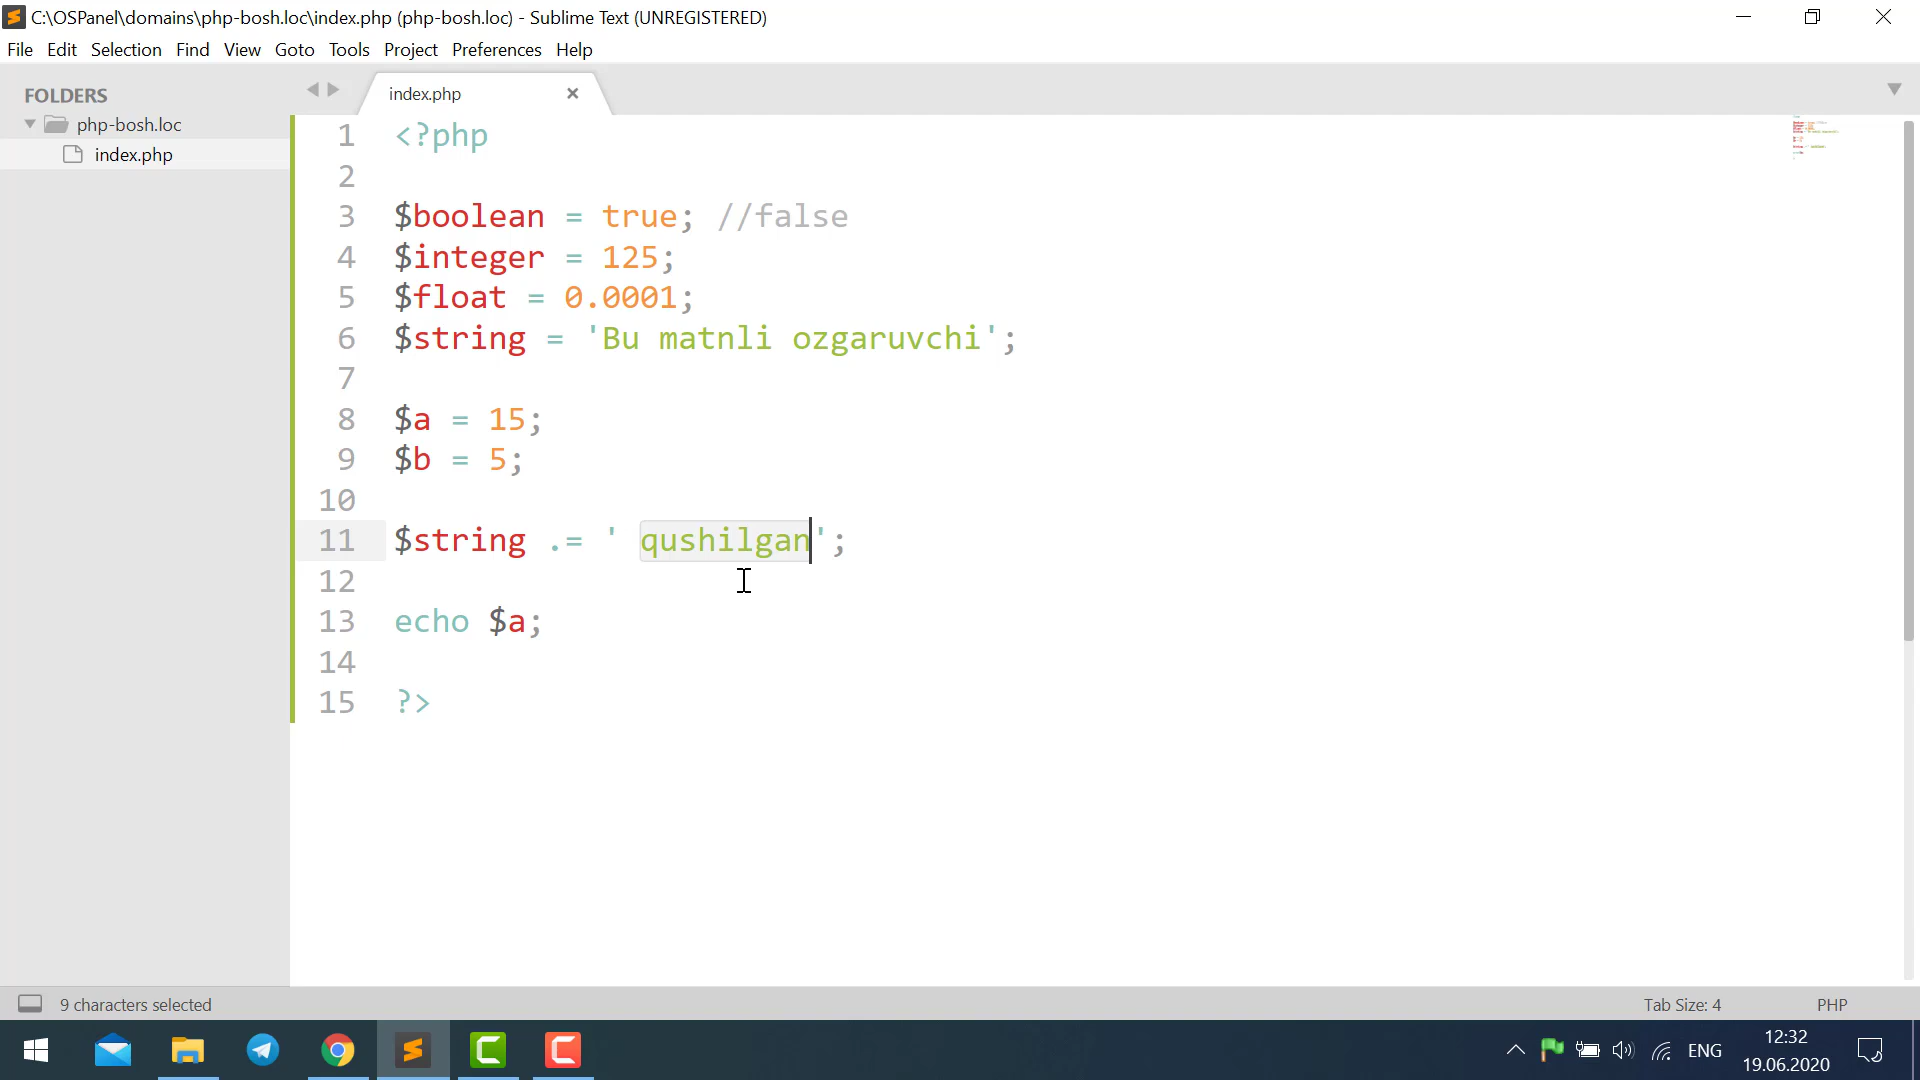 C:\OSPanel\domains\php-bosh.loc\index.php (php-bosh.loc) - Sublime Text (UNREGISTERED)
File Edit Selection Find View Goto Tools Project Preferences Help
FOLDERS
php-bosh.loc
index.php
index.php
1 <?php
2
3 $boolean = true; //false
4 $integer = 125;
5 $float = 0.0001;
6 $string = 'Bu matnli ozgaruvchi';
7
8 $a = 15;
9 $b = 5;
10
11 $string .= ' qushilgan';
12
13 echo $a;
14
15 ?>
9 characters selected
Tab Size: 4
PHP
ENG
12:32
19.06.2020